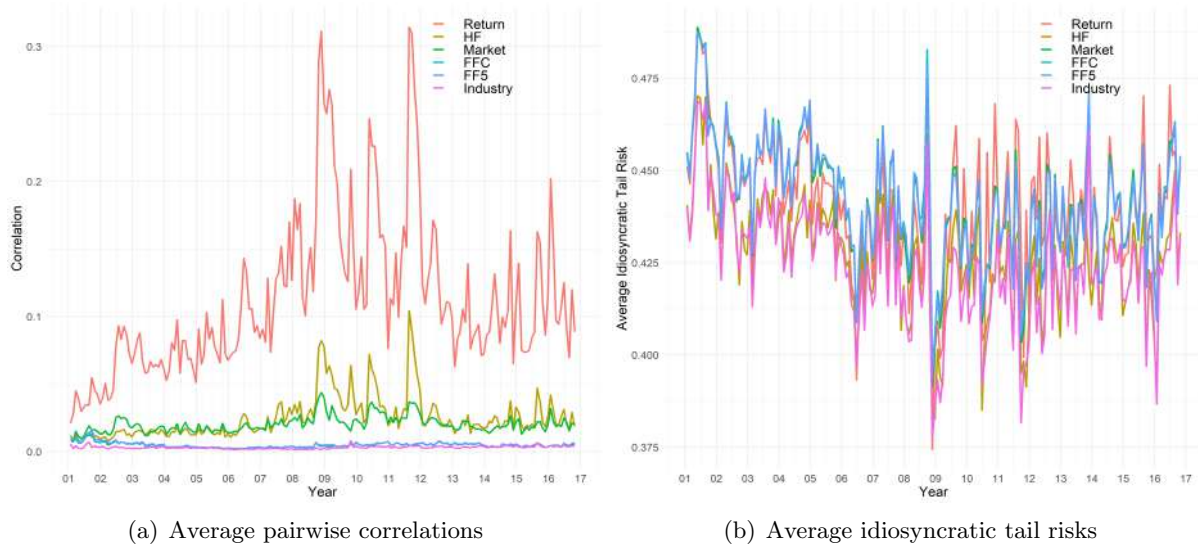 Return
HF
Market
FFC
FF5
Industry
0.3
0.2
0.1
0.0
Correlation
01 02 03 04 05 06 07 08 09 10 11 12 13 14 15 16 17
Year
(a) Average pairwise correlations
Return
HF
Market
FFC
FF5
Industry
0.475
0.450
0.425
0.400
0.375
Average Idiosyncratic Tail Risk
01 02 03 04 05 06 07 08 09 10 11 12 13 14 15 16 17
Year
(b) Average idiosyncratic tail risks